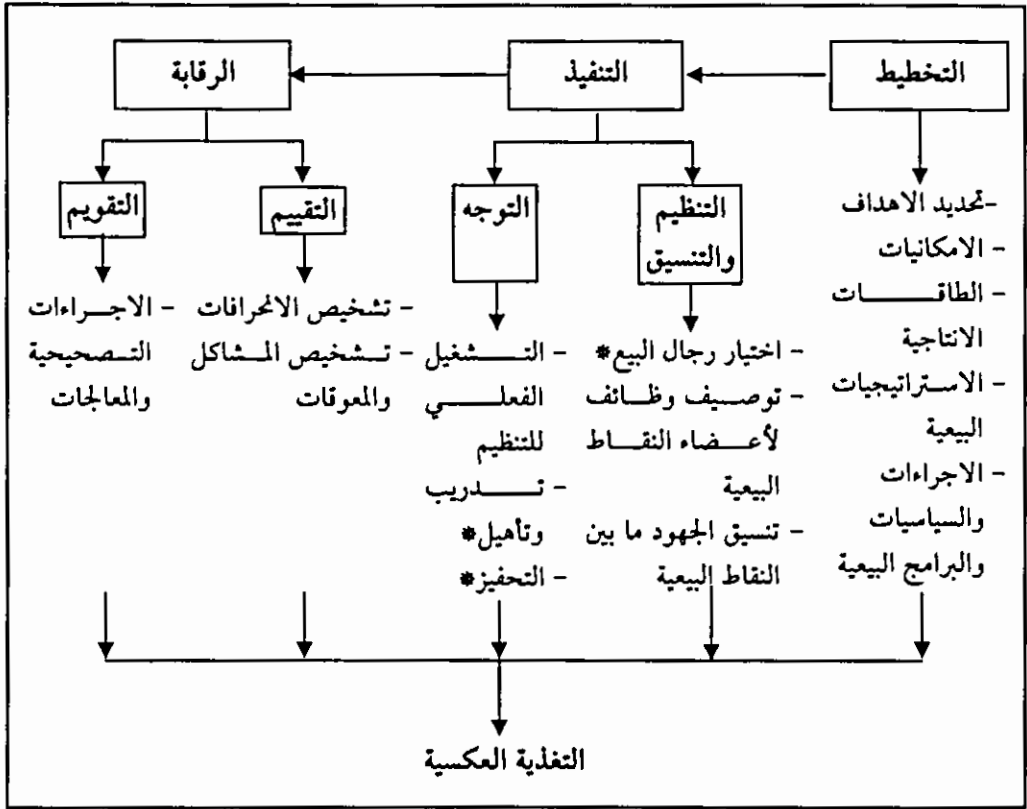 التخطيط
التنفيذ
الرقابة
التنظيم
والتنسيق
التوجه
التقييم
التقويم
-تحديد الاهداف
- الامكانيات
- الطاقات
الانتاجية
- الاستراتيجيات
البيعية
- الاجراءات
والسياسيات
والبرامج البيعية
- اختيار رجال البيع*
- توصيف وظائف
لأعضاء النقاط
البيعية
- تنسيق الجهود ما بين
النقاط البيعية
- التشغيل
الفعلي
للتنظيم
- تدريب
وتأهيل*
- التحفيز*
- تشخيص الانحرافات
- تشخيص المشاكل
والمعوقات
- الاجراءات
التصحيحية
والمعالجات
التغذية العكسية